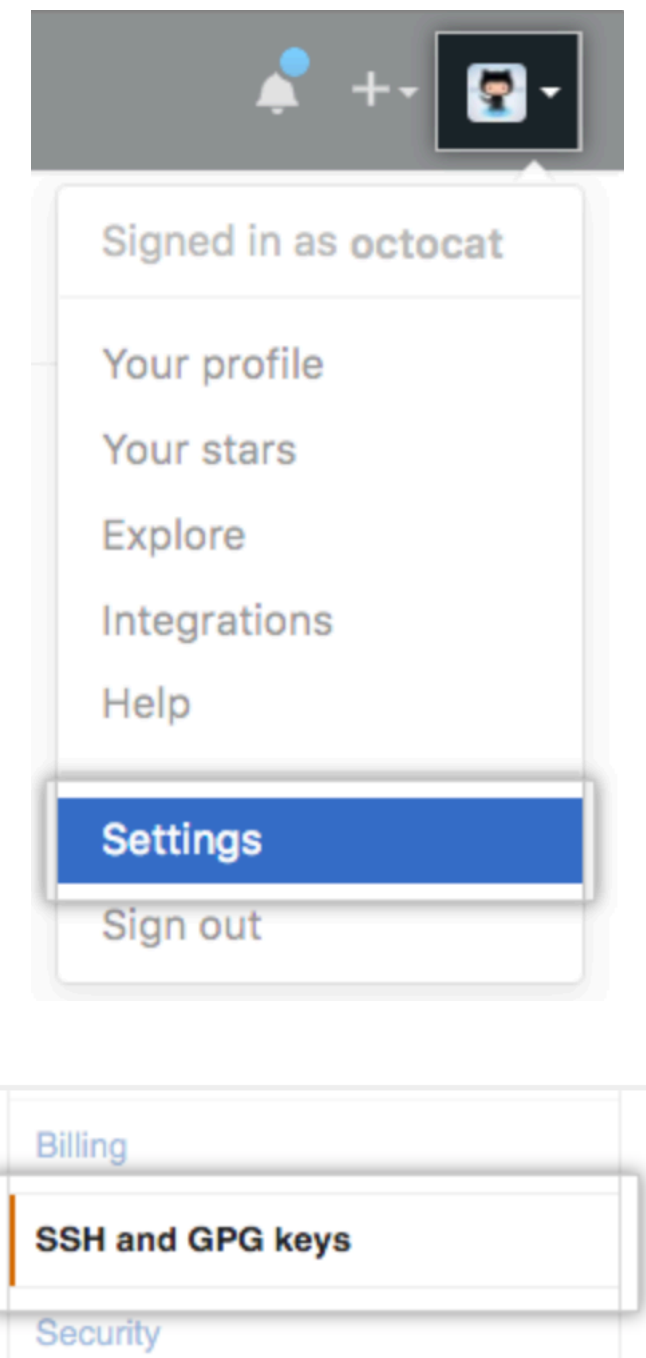 Signed in as octocat
Your profile
Your stars
Explore
Integrations
Help
Settings
Sign out
Billing
SSH and GPG keys
Security